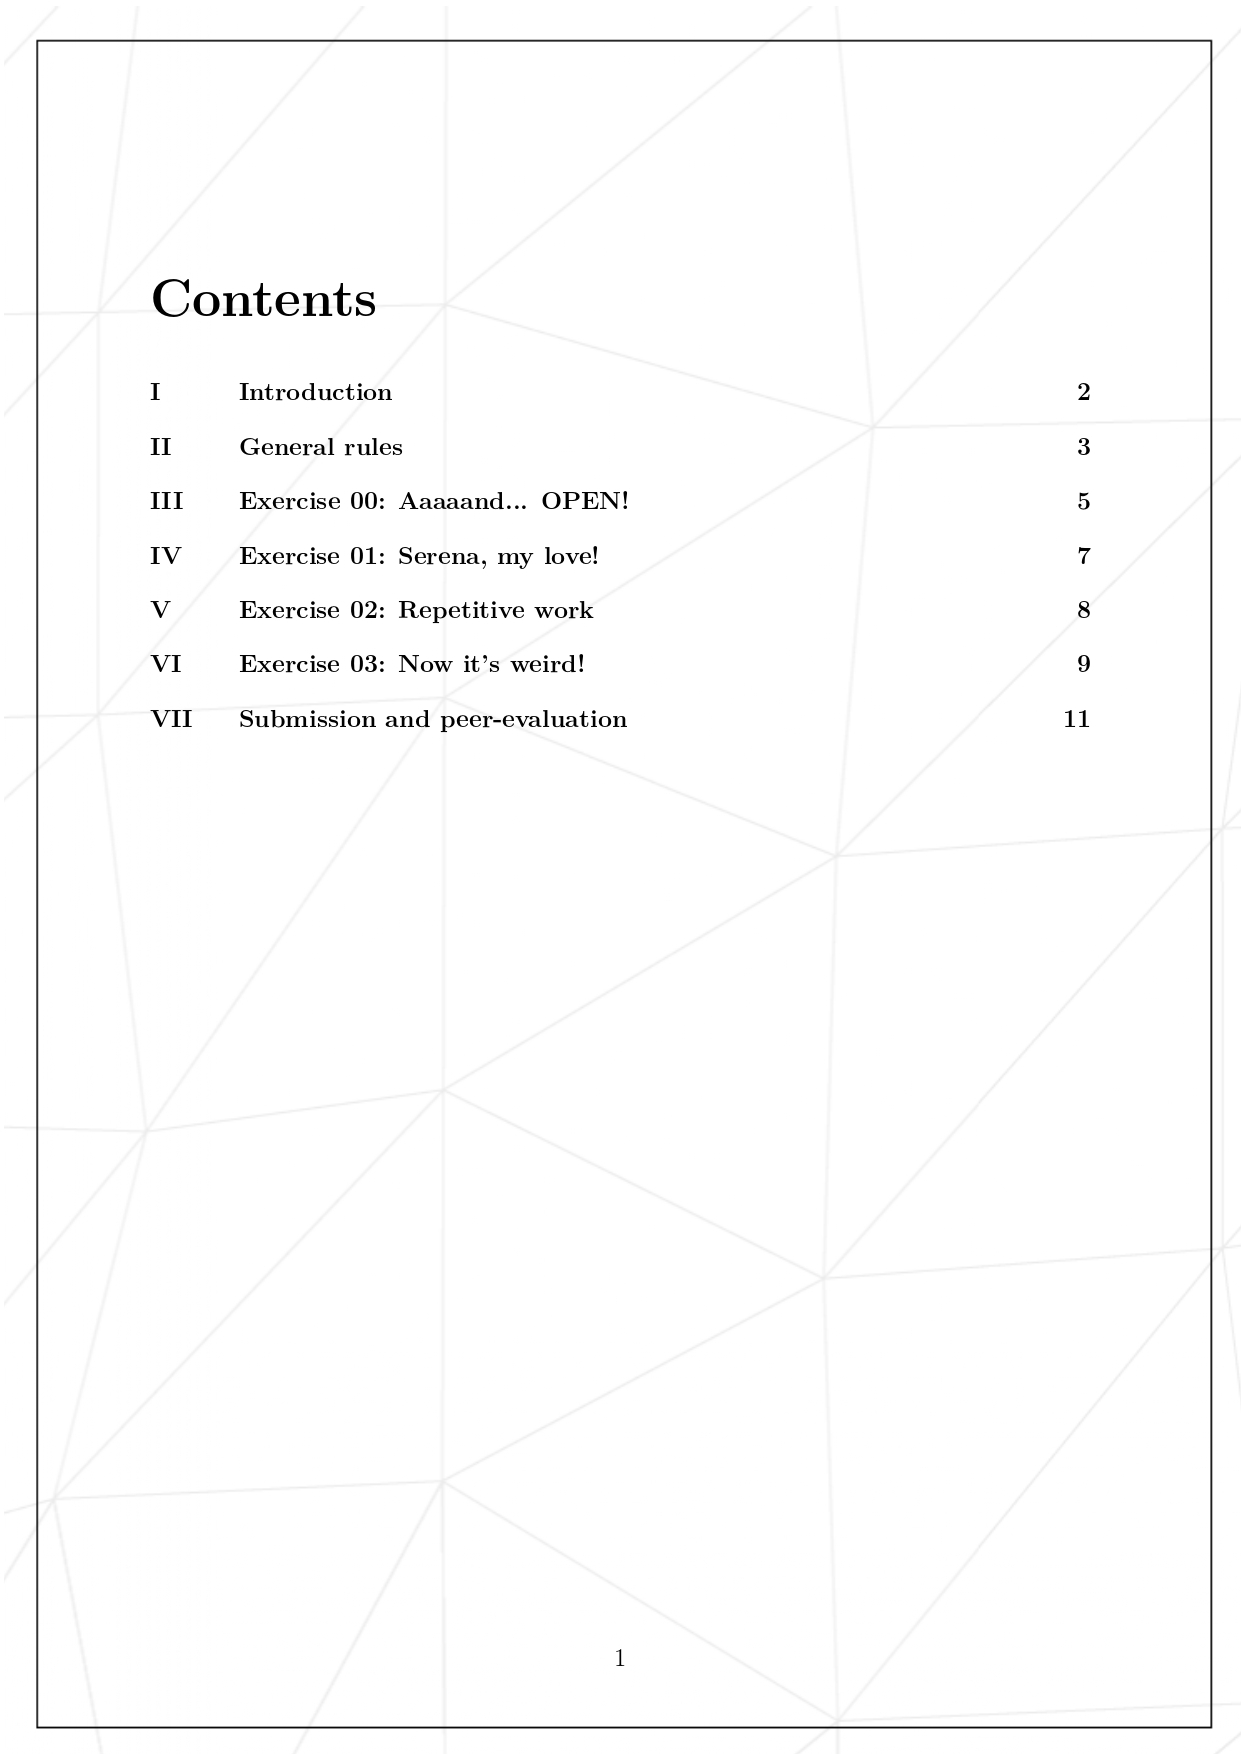 Contents
I Introduction 2
II General rules 3
III Exercise 00: Aaaaand... OPEN! 5
IV Exercise 01: Serena, my love! 7
V Exercise 02: Repetitive work 8
VI Exercise 03: Now it's weird! 9
VII Submission and peer-evaluation 11
1